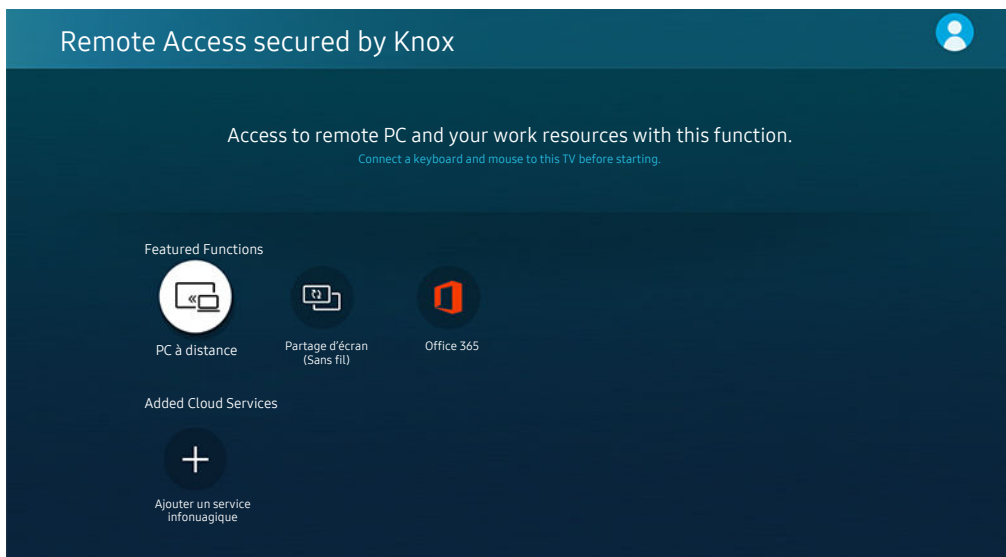 Remote Access secured by Knox
Access to remote PC and your work resources with this function.
Connect a keyboard and mouse to this TV before starting.
Featured Functions
PC à distance
Partage d'écran
(Sans fil)
Office 365
Added Cloud Services
Ajouter un service
infonuagique